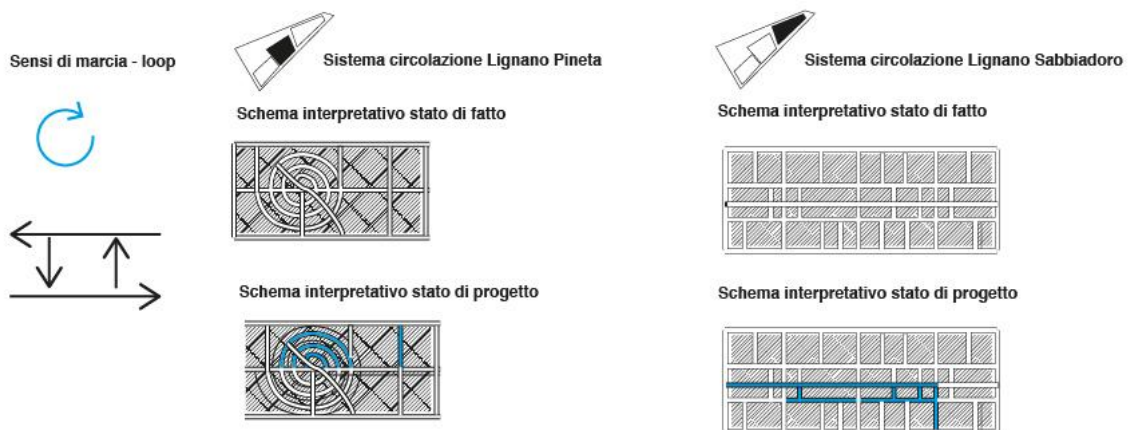 Sensi di marcia - loop
Sistema circolazione Lignano Pineta
Schema interpretativo stato di fatto
Schema interpretativo stato di progetto
Sistema circolazione Lignano Sabbiadoro
Schema interpretativo stato di fatto
Schema interpretativo stato di progetto